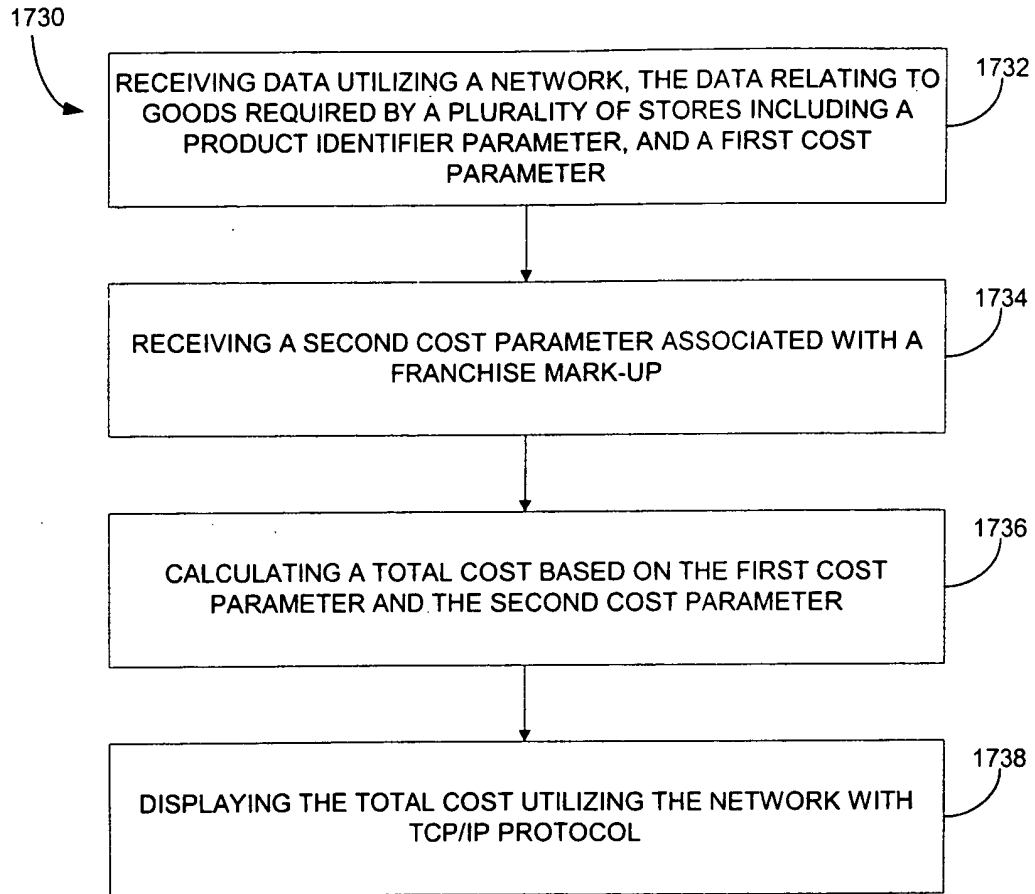 1730
RECEIVING DATA UTILIZING A NETWORK, THE DATA RELATING TO
GOODS REQUIRED BY A PLURALITY OF STORES INCLUDING A
PRODUCT IDENTIFIER PARAMETER, AND A FIRST COST
PARAMETER
1732
RECEIVING A SECOND COST PARAMETER ASSOCIATED WITH A
FRANCHISE MARK-UP
1734
CALCULATING A TOTAL COST BASED ON THE FIRST COST
PARAMETER AND THE SECOND COST PARAMETER
1736
DISPLAYING THE TOTAL COST UTILIZING THE NETWORK WITH
TCP/IP PROTOCOL
1738